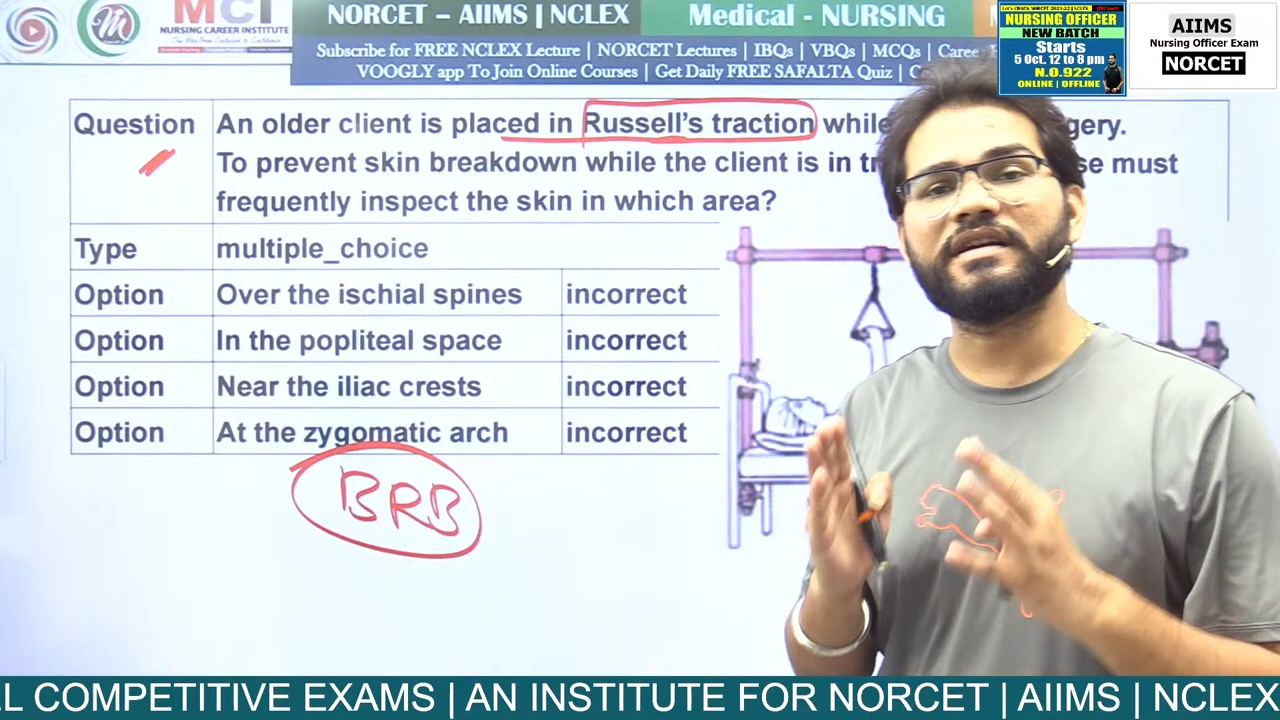 MCI
NURSING CAREER INSTITUTE
NORCET – AIIMS | NCLEX
Medical - NURSING
Subscribe for FREE NCLEX Lecture | NORCET Lectures | IBQs | VBQs | MCQs |
VOOGLY app To Join Online Courses | Get Daily FREE SAFALTA Quiz |
NURSING OFFICER
NEW BATCH
Starts
5 Oct. 12 to 8 pm
N.O.922
ONLINE | OFFLINE
AIIMS
Nursing Officer Exam
NORCET
Question An older client is placed in Russell's traction while
To prevent skin breakdown while the client is in must
frequently inspect the skin in which area?
Type multiple_choice
Option Over the ischial spines incorrect
Option In the popliteal space incorrect
Option Near the iliac crests incorrect
Option At the zygomatic arch incorrect
BRB
COMPETITIVE EXAMS | AN INSTITUTE FOR NORCET | AIIMS | NCLEX